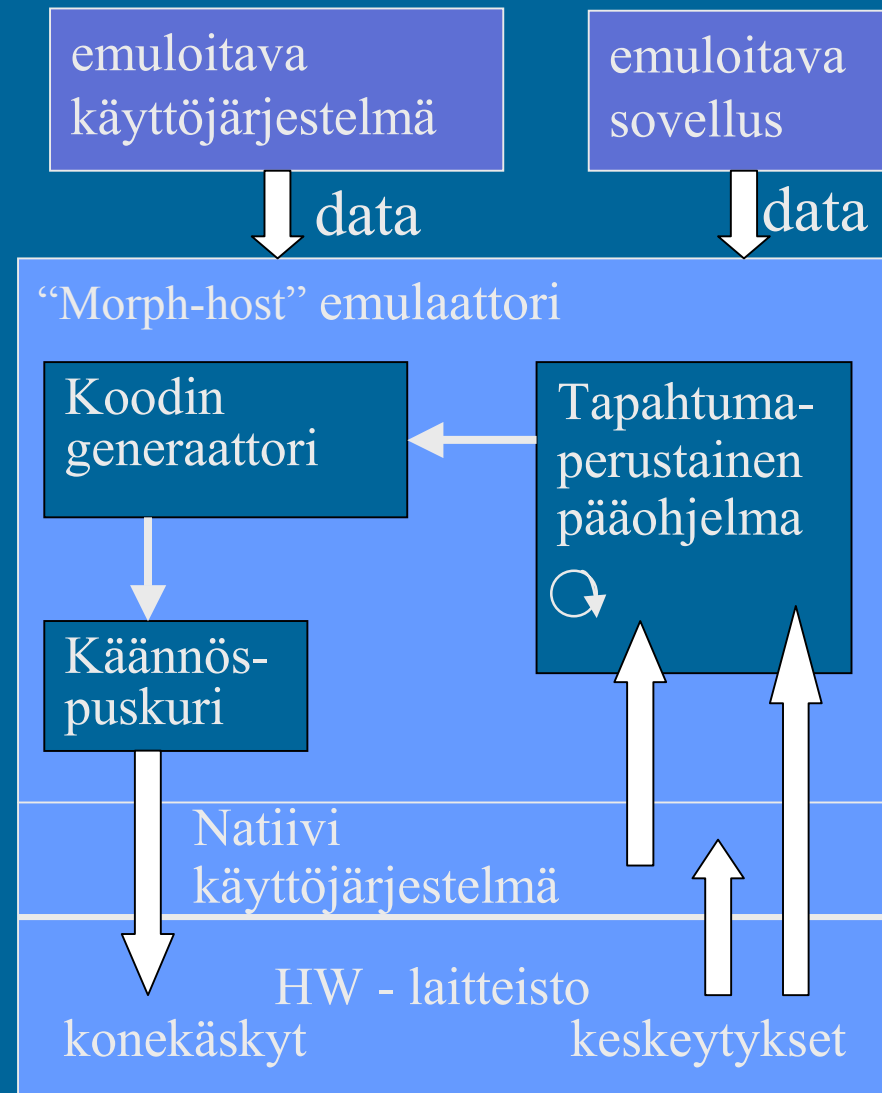 emuloitava
käyttöjärjestelmä
emuloitava
sovellus
data
data
“Morph-host” emulaattori
Koodin
generaattori
Tapahtuma-
perustainen
pääohjelma
Käännös-
puskuri
Natiivi
käyttöjärjestelmä
HW - laitteisto
konekäskyt
keskeytykset